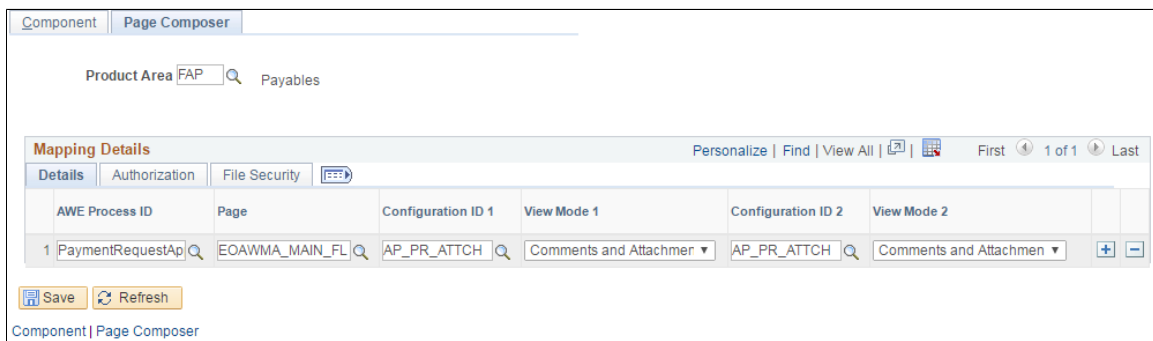 Component Page Composer
Product Area FAP Payables
Mapping Details Personalize | Find | View All | | First 1 of 1 Last
Details Authorization File Security
AWE Process ID Page Configuration ID 1 View Mode 1 Configuration ID 2 View Mode 2
1 PaymentRequestAp EOAWMA_MAIN_FL AP_PR_ATTCH Comments and Attachmen AP_PR_ATTCH Comments and Attachmen
Save Refresh
Component | Page Composer